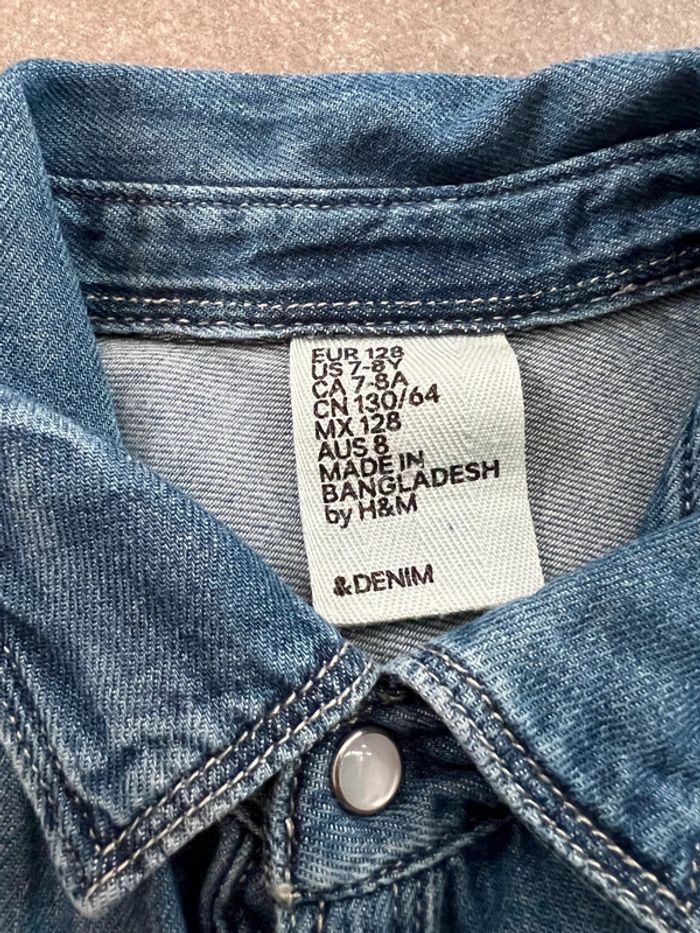 EUR 128
US 7-8Y
CA 7-8A
CN 130/64
MX 128
AUS 8
MADE IN
BANGLADESH
by H&M
&DENIM